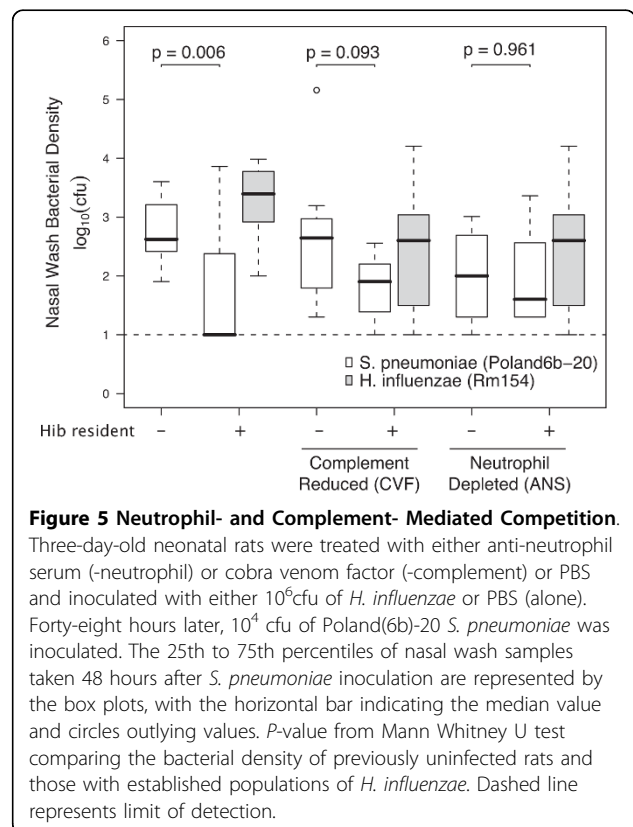 p = 0.006 p = 0.093 p = 0.961
6
5
4
3
2
1
0
Nasal Wash Bacterial Density
log10(cfu)
S. pneumoniae (Poland6b−20)
H. influenzae (Rm154)
Hib resident − + − + − +
Complement Reduced (CVF)
Neutrophil Depleted (ANS)
Figure 5 Neutrophil- and Complement- Mediated Competition.
Three-day-old neonatal rats were treated with either anti-neutrophil
serum (-neutrophil) or cobra venom factor (-complement) or PBS
and inoculated with either 10⁶cfu of H. influenzae or PBS (alone).
Forty-eight hours later, 10⁴ cfu of Poland(6b)-20 S. pneumoniae was
inoculated. The 25th to 75th percentiles of nasal wash samples
taken 48 hours after S. pneumoniae inoculation are represented by
the box plots, with the horizontal bar indicating the median value
and circles outlying values. P-value from Mann Whitney U test
comparing the bacterial density of previously uninfected rats and
those with established populations of H. influenzae. Dashed line
represents limit of detection.